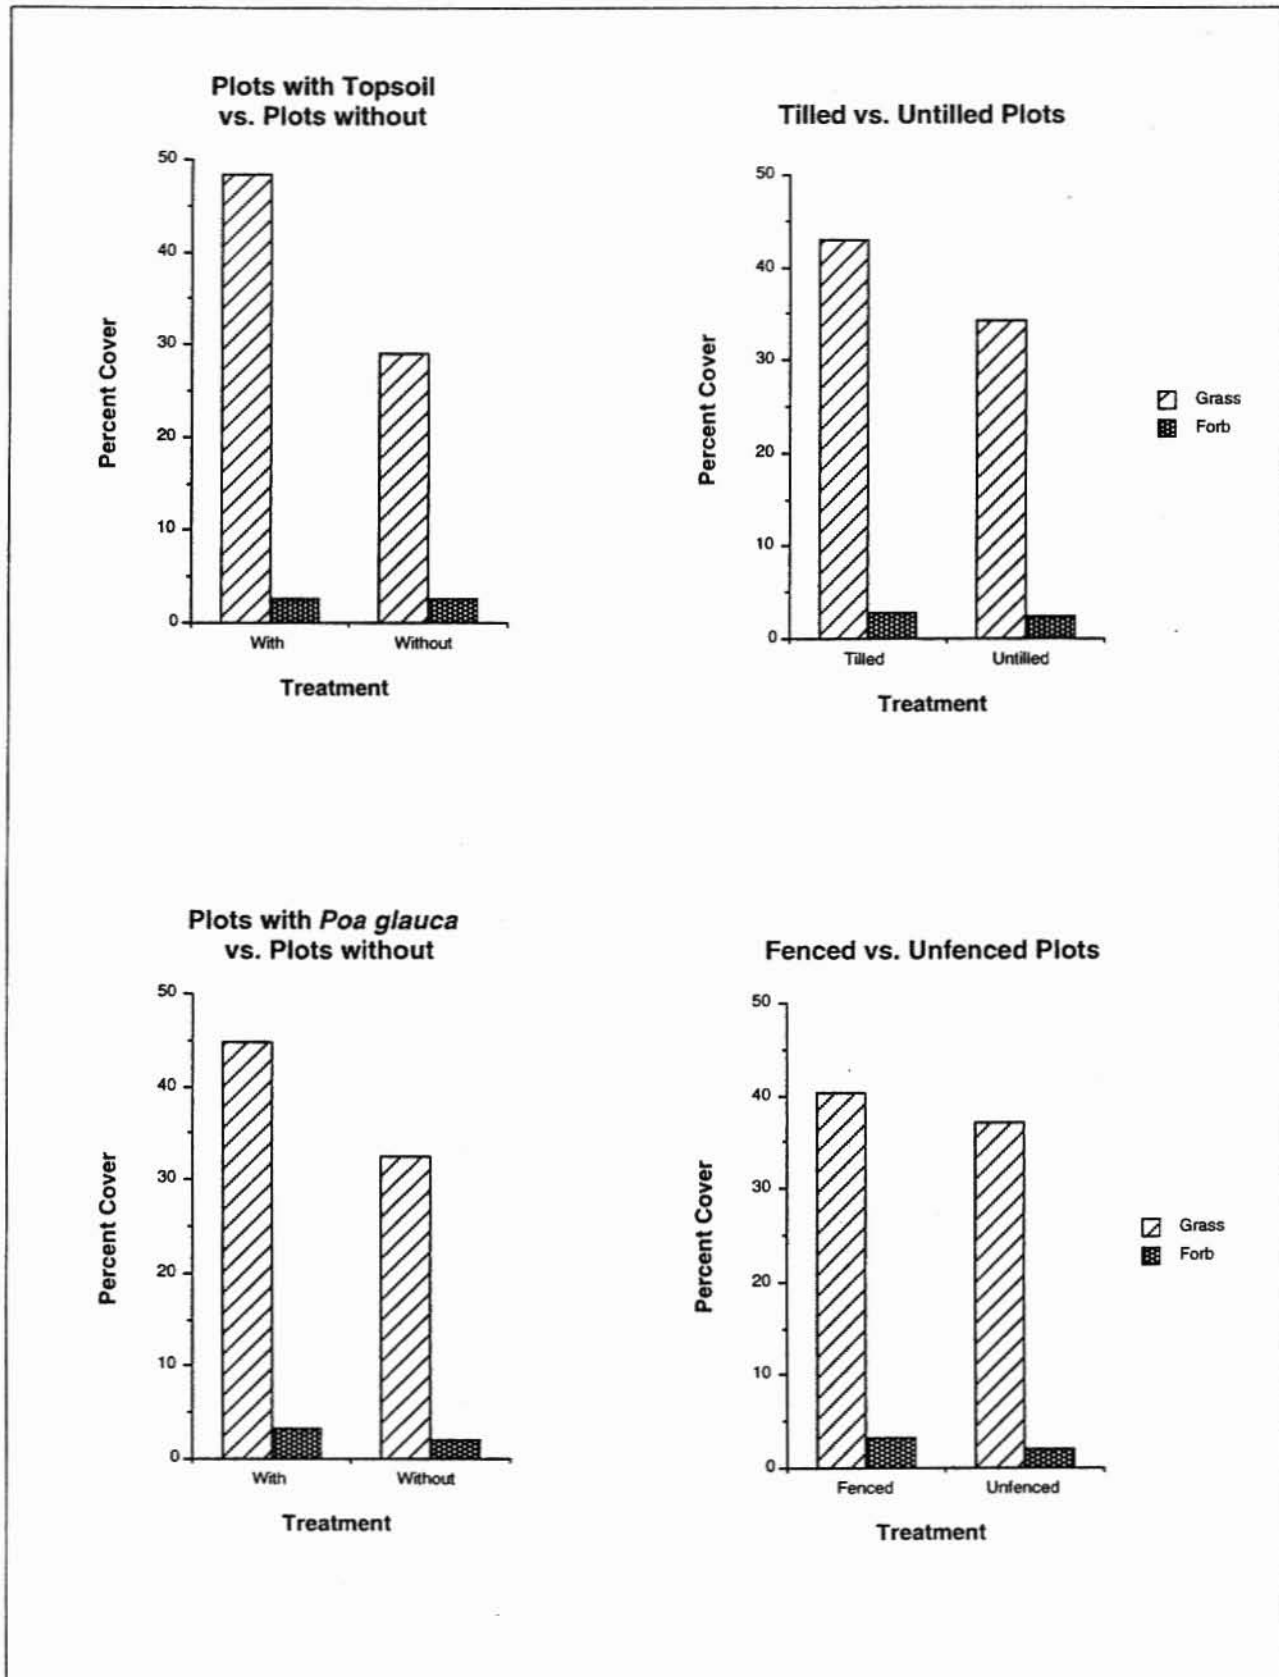 Plots with Topsoil
vs. Plots without
50
40
30
20
10
0
Percent Cover
With
Without
Treatment
Tilled vs. Untilled Plots
50
40
30
20
10
0
Percent Cover
Tilled
Untilled
Treatment
Grass
Forb
Plots with Poa glauca
vs. Plots without
50
40
30
20
10
0
Percent Cover
With
Without
Treatment
Fenced vs. Unfenced Plots
50
40
30
20
10
0
Percent Cover
Fenced
Unfenced
Treatment
Grass
Forb